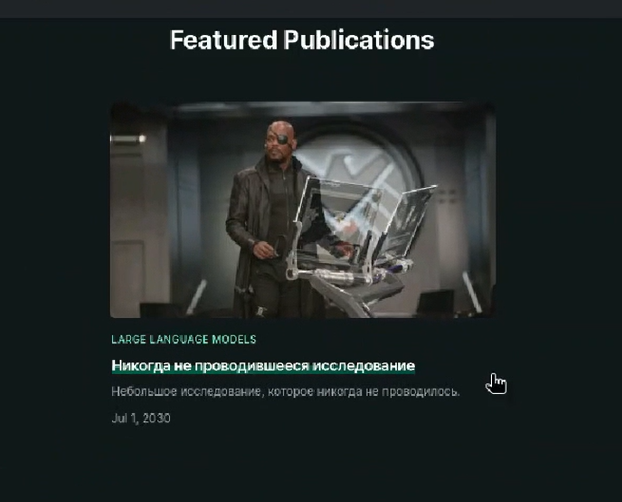 Featured Publications
LARGE LANGUAGE MODELS
Никогда не проводившееся исследование
Небольшое исследование, которое никогда не проводилось.
Jul 1, 2030